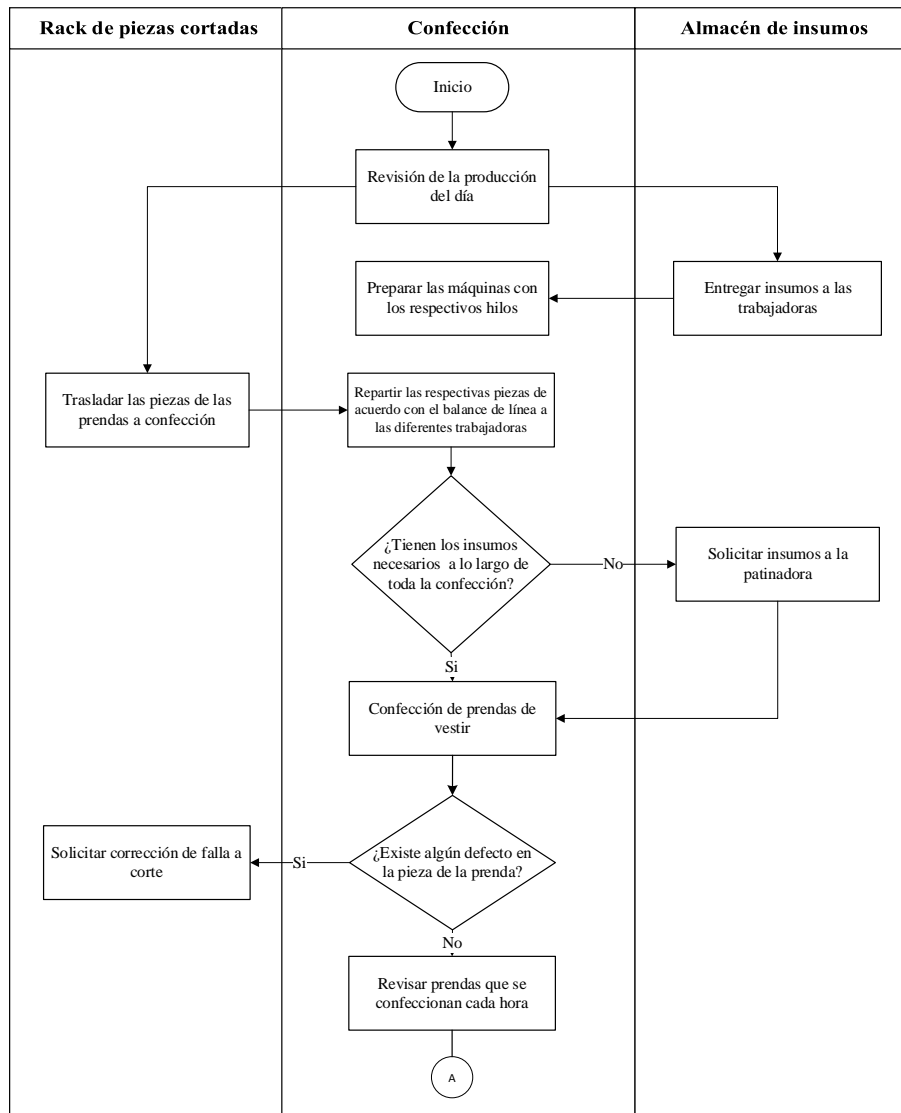 Rack de piezas cortadas
Confección
Almacén de insumos
Inicio
Revisión de la producción
del día
Preparar las máquinas con
los respectivos hilos
Entregar insumos a las
trabajadoras
Trasladar las piezas de las
prendas a confección
Repartir las respectivas piezas de
acuerdo con el balance de línea a
las diferentes trabajadoras
¿Tienen los insumos
necesarios a lo largo de
toda la confección?
No
Solicitar insumos a la
patinadora
Si
Confección de prendas de
vestir
Solicitar corrección de falla a
corte
Si
¿Existe algún defecto en
la pieza de la prenda?
No
Revisar prendas que se
confeccionan cada hora
A